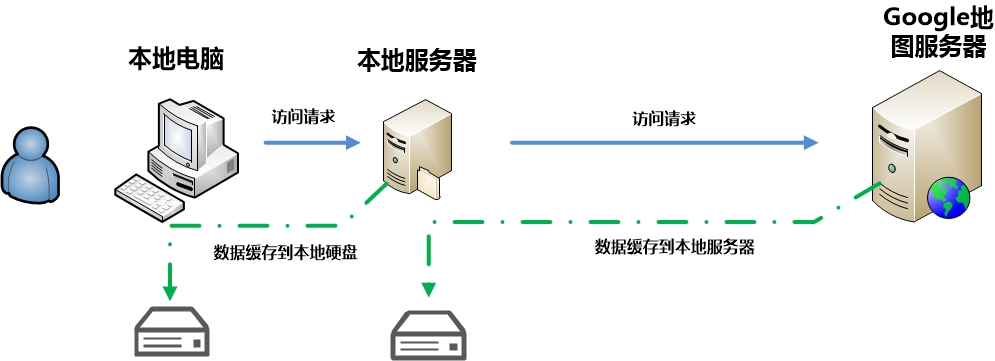 Google地
图服务器
本地电脑
本地服务器
访问请求
访问请求
数据缓存到本地硬盘
数据缓存到本地服务器